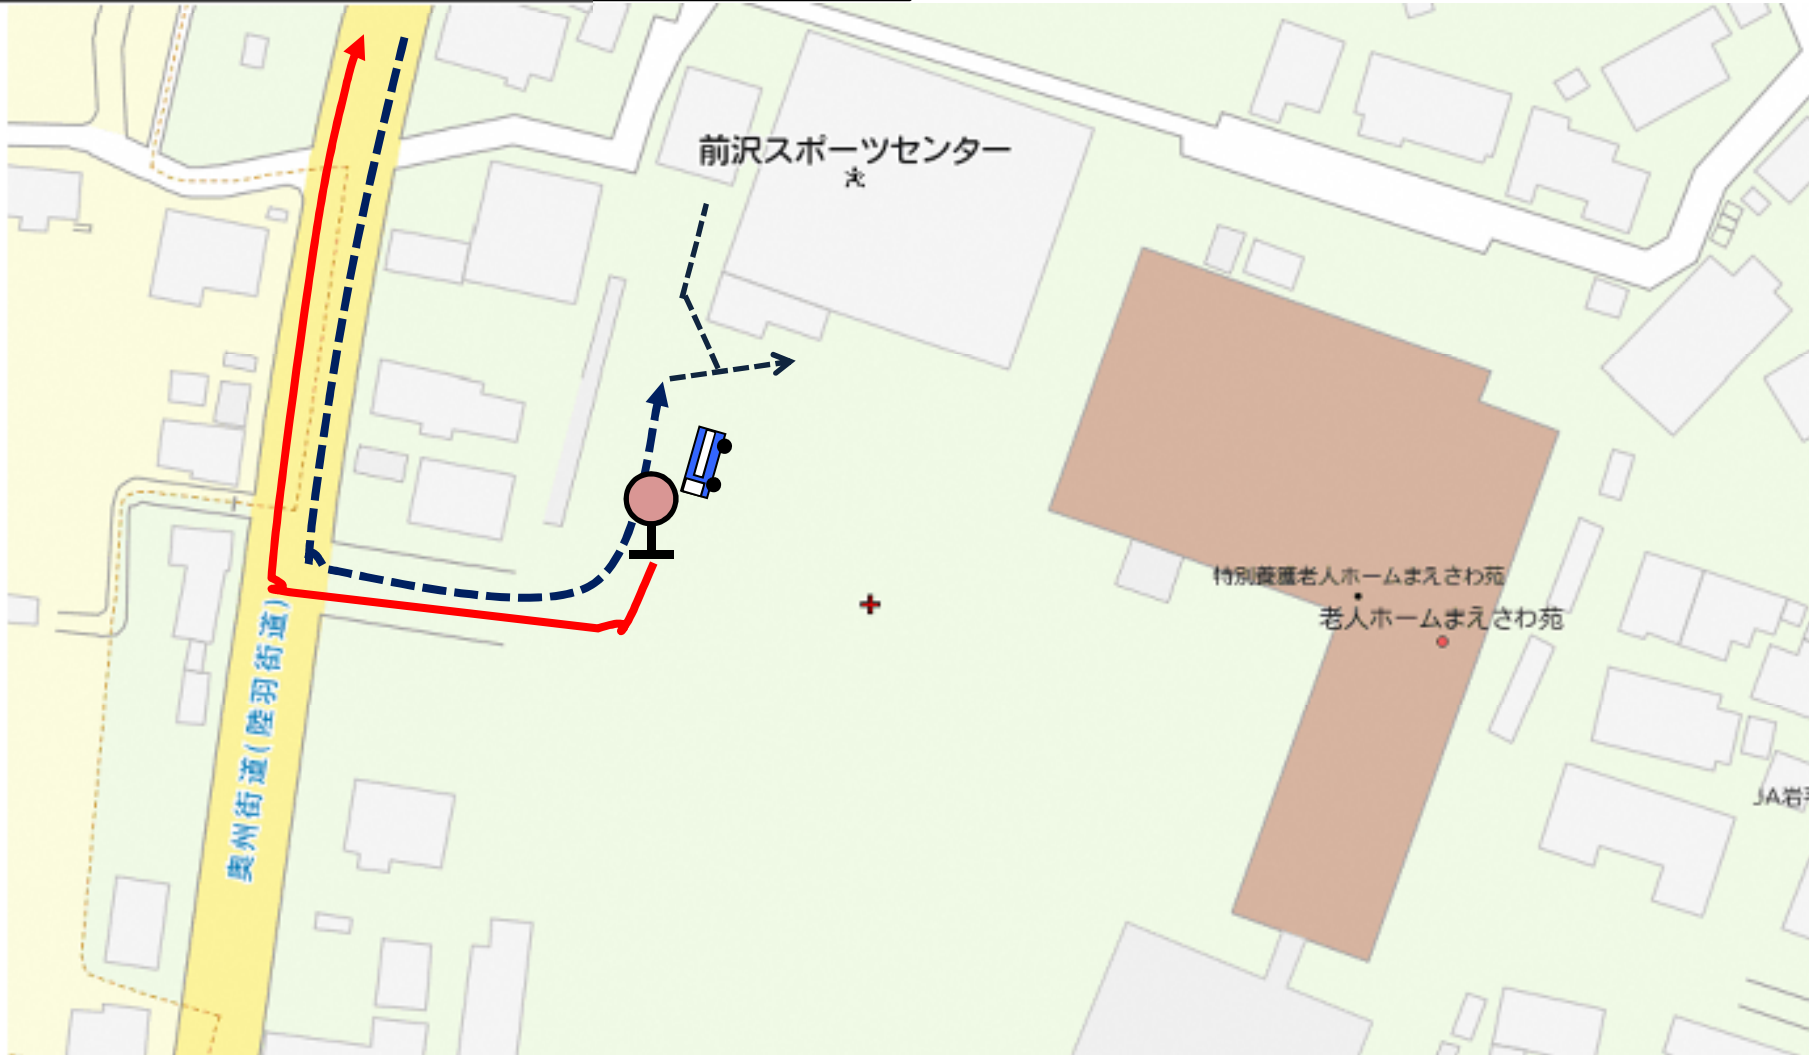 前沢スポーツセンター
特別養護老人ホームまえさわ苑
老人ホームまえさわ苑
奥州街道(陸羽街道)
JA岩手